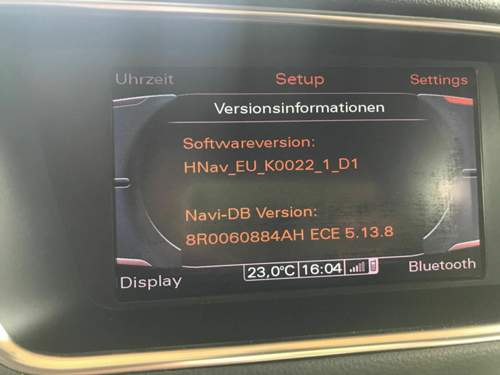 Uhrzeit Setup Settings
Versionsinformationen
Softwareversion:
HNav_EU_K0022_1_D1
Navi-DB Version:
8R0060884AH ECE 5.13.8
23,0°C 16:04
Display Bluetooth